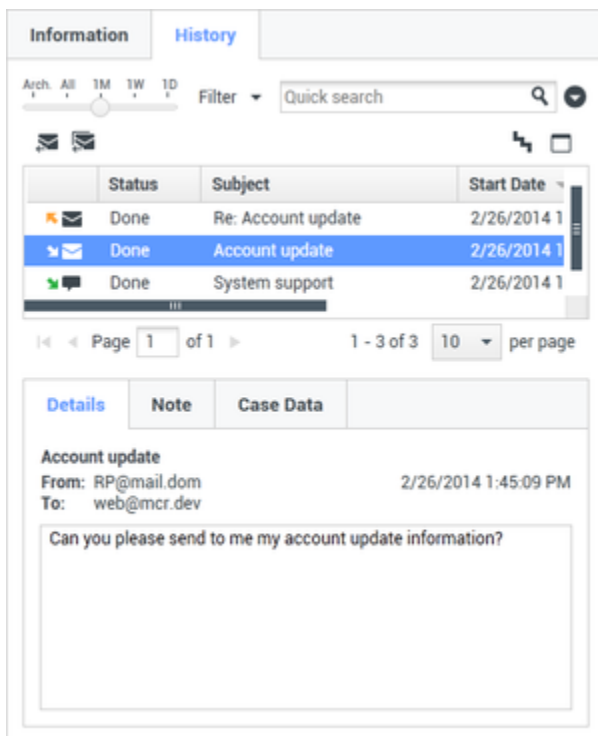 Information History
Arch. All 1M 1W 1D Filter Quick search
Status Subject Start Date
Done Re: Account update 2/26/2014 1
Done Account update 2/26/2014 1
Done System support 2/26/2014 1
Page 1 of 1 1 - 3 of 3 10 per page
Details Note Case Data
Account update
From: RP@mail.dom 2/26/2014 1:45:09 PM
To: web@mcr.dev
Can you please send to me my account update information?